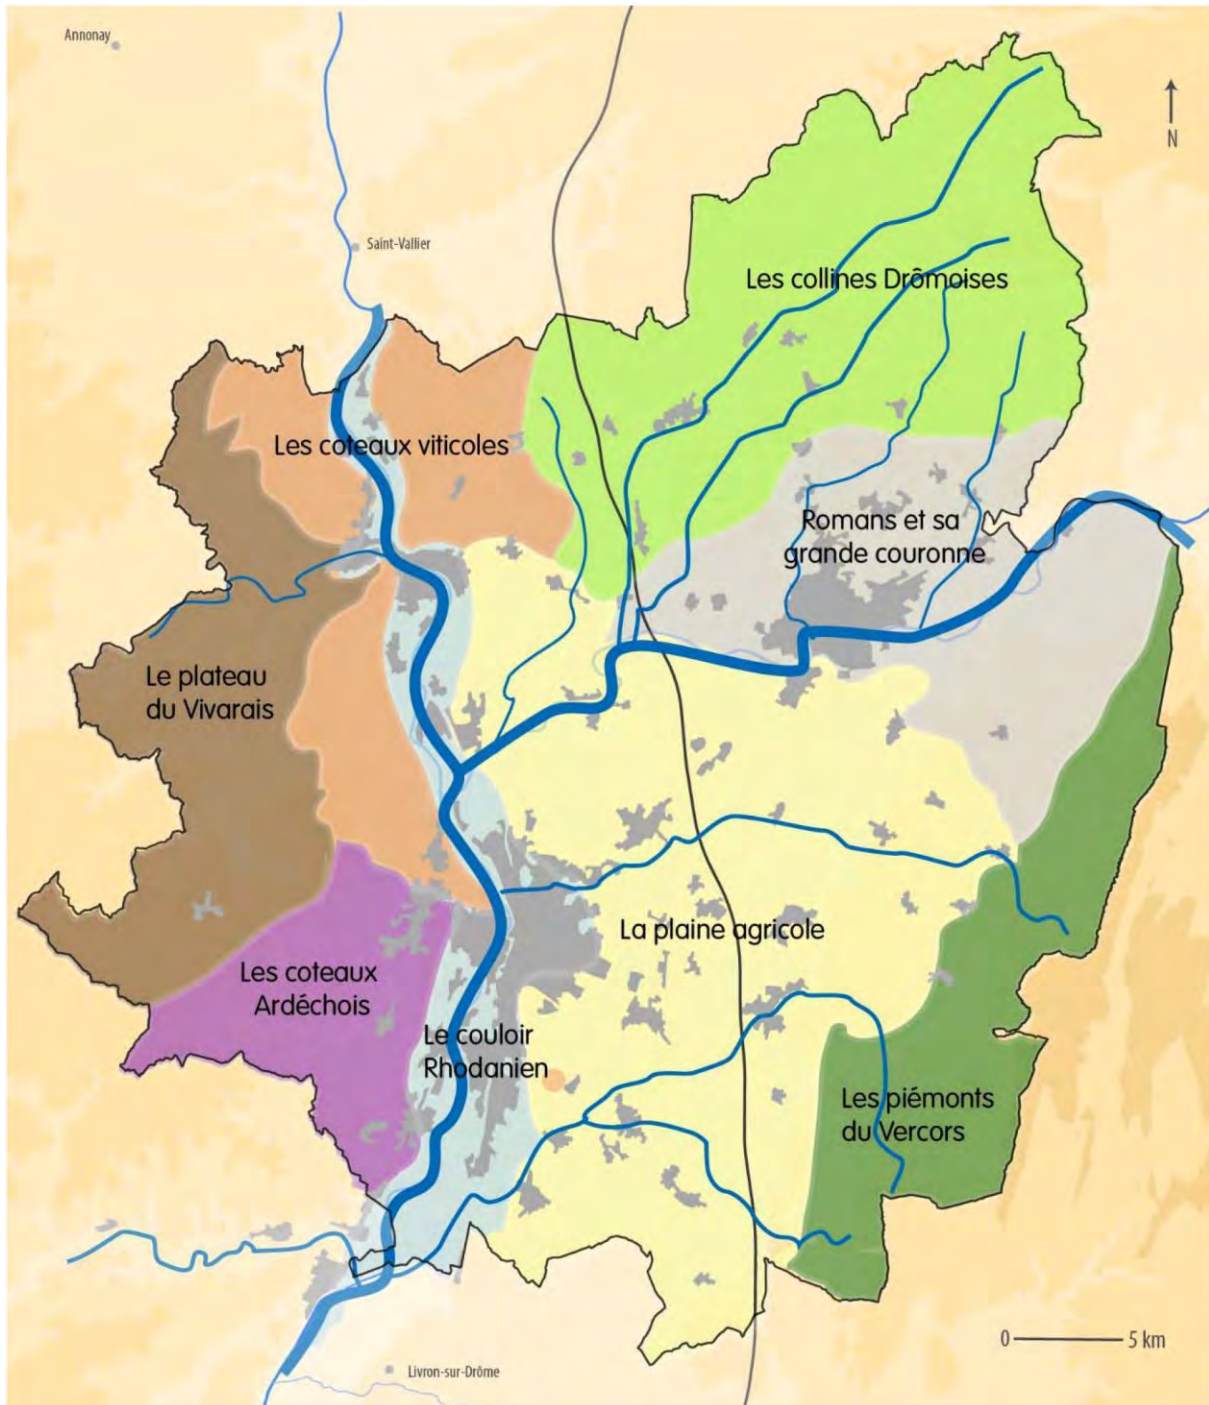 Annonay
N
Saint-Vallier
Les collines Drômoises
Les coteaux viticoles
Romans et sa
grande couronne
Le plateau
du Vivarais
La plaine agricole
Les coteaux
Ardéchois
Le couloir
Rhodanien
Les piémonts
du Vercors
0 5 km
Livron-sur-Drôme